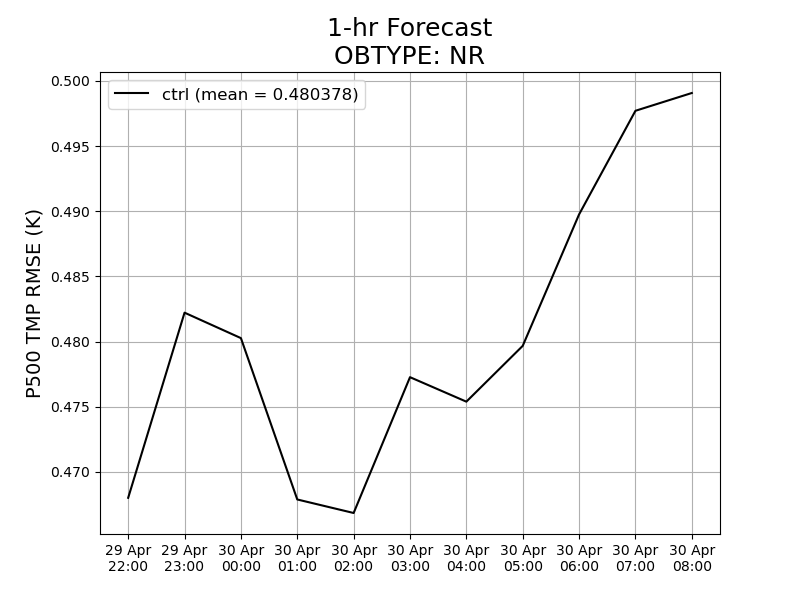 1-hr Forecast
OBTYPE: NR
ctrl (mean = 0.480378)
P500 TMP RMSE (K)
0.500
0.495
0.490
0.485
0.480
0.475
0.470
29 Apr 29 Apr 30 Apr 30 Apr 30 Apr 30 Apr 30 Apr 30 Apr 30 Apr 30 Apr 30 Apr
22:00 23:00 00:00 01:00 02:00 03:00 04:00 05:00 06:00 07:00 08:00